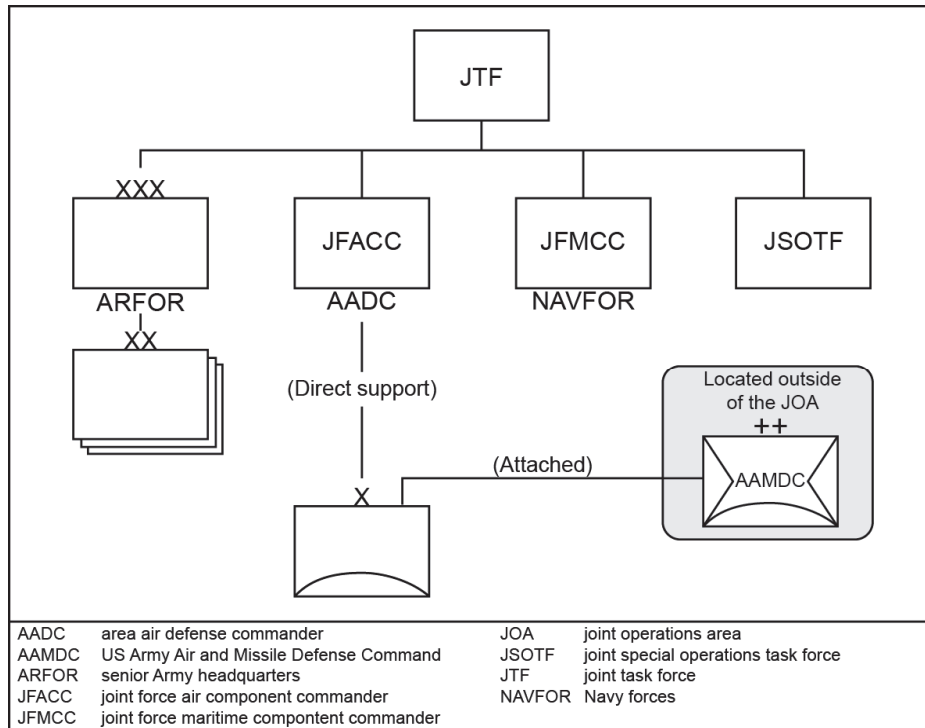 JTF
XXX
JFACC
JFMCC
JSOTF
ARFOR
AADC
NAVFOR
XX
(Direct support)
Located outside
of the JOA
++
AAMDC
(Attached)
X
AADC area air defense commander
AAMDC US Army Air and Missile Defense Command
ARFOR senior Army headquarters
JFACC joint force air component commander
JFMCC joint force maritime compontent commander
JOA joint operations area
JSOTF joint special operations task force
JTF joint task force
NAVFOR Navy forces